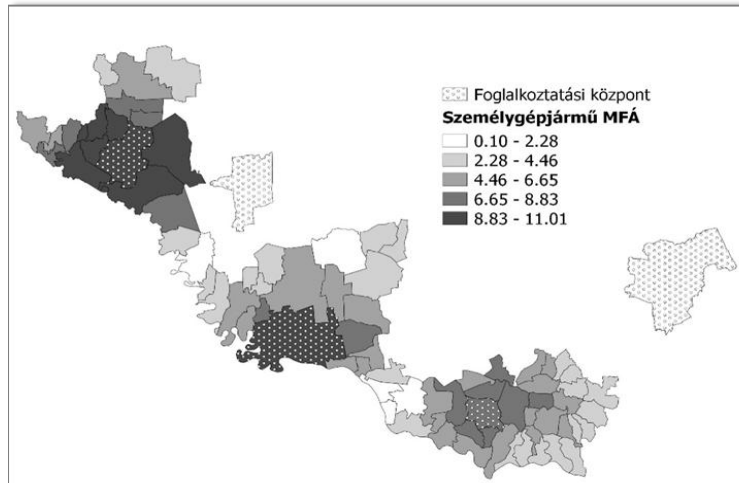 Foglalkoztatási központ
Személygépjármű MFÁ
0.10 - 2.28
2.28 - 4.46
4.46 - 6.65
6.65 - 8.83
8.83 - 11.01